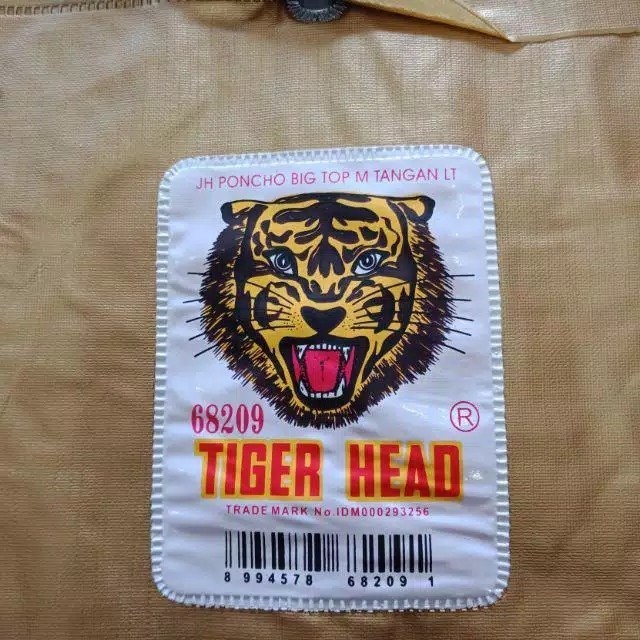 JH PONCHO BIG TOP M TANGAN LT
68209
®
TIGER HEAD
TRADE MARK No.IDM000293256
8 994578 68209 1